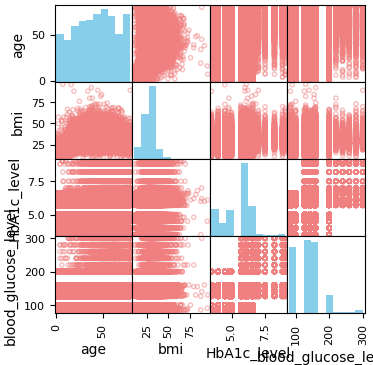 age
50
0
bmi
75
50
25
HbA1c_level
7.5
5.0
blood_glucose_level
300
200
100
0
50
25
50
75
5.0
7.5
100
200
300
age
bmi
HbA1c_level
blood_glucose_le